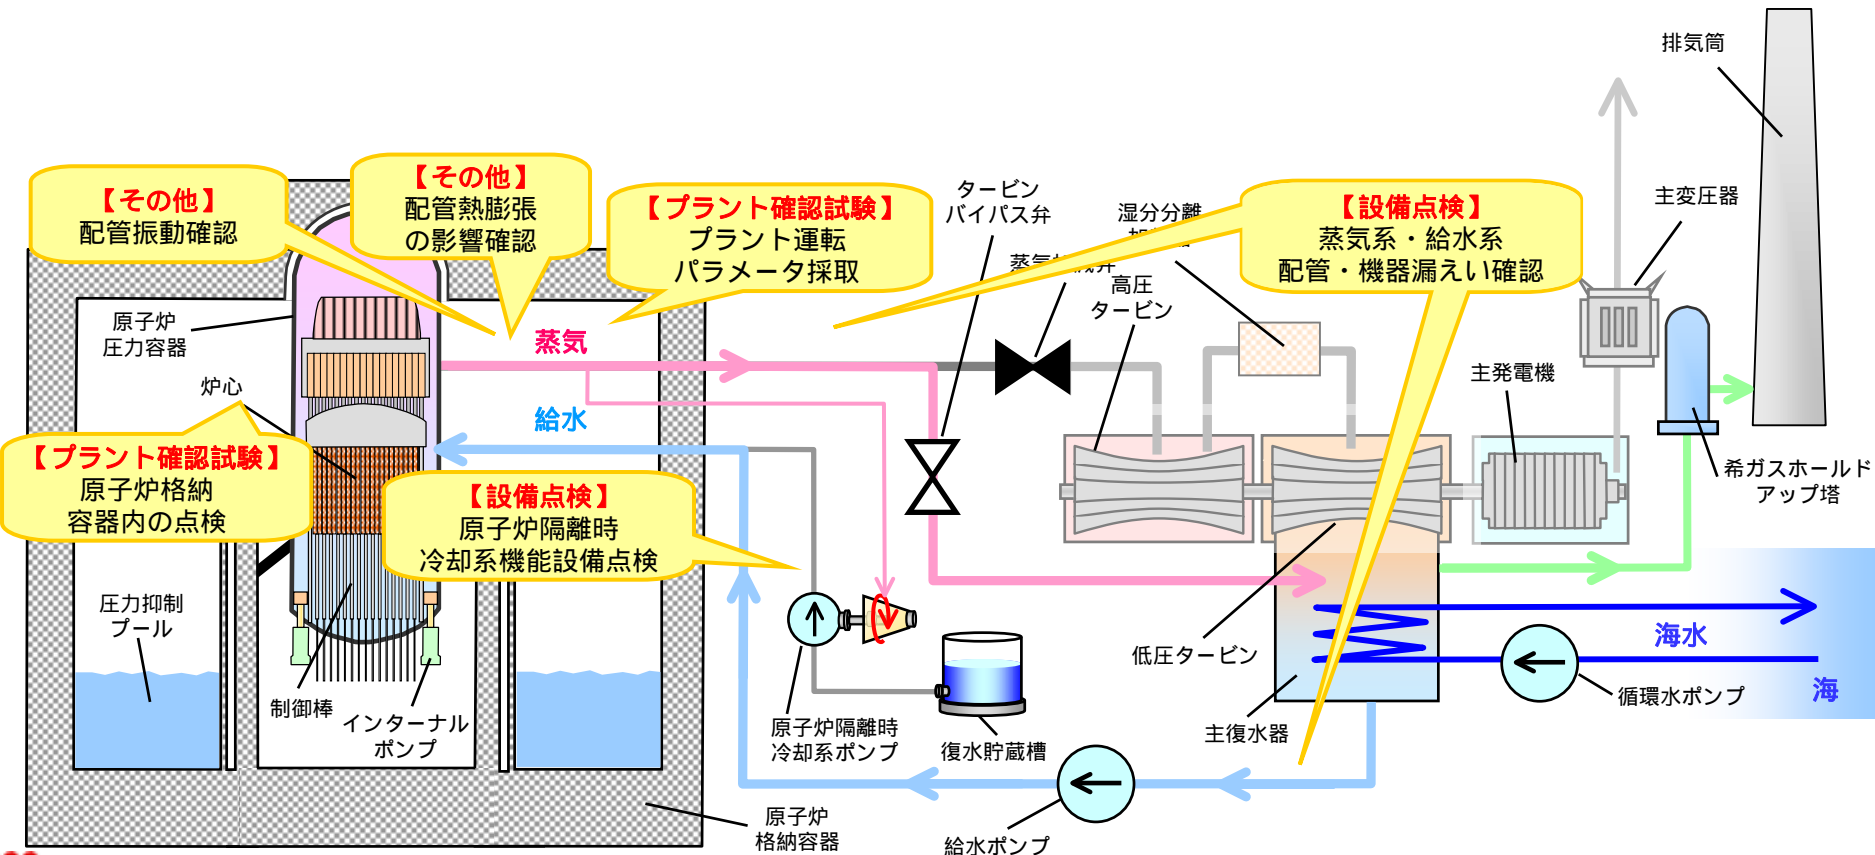 排気筒
【その他】
配管振動確認
【その他】
配管熱膨張
の影響確認
【プラント確認試験】
プラント運転
パラメータ採取
タービン
バイパス弁
湿分分離
【設備点検】
蒸気系・給水系
配管・機器漏えい確認
主変圧器
高圧
タービン
原子炉
圧力容器
蒸気
炉心
主発電機
給水
【プラント確認試験】
原子炉格納
容器内の点検
【設備点検】
原子炉隔離時
冷却系機能設備点検
希ガスホールド
アップ塔
圧力抑制
プール
制御棒
インターナル
ポンプ
原子炉隔離時
冷却系ポンプ
復水貯蔵槽
低圧タービン
主復水器
海水
海
循環水ポンプ
原子炉
格納容器
給水ポンプ